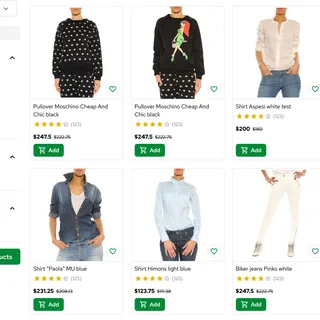 Pullover Moschino Cheap And
Chic black
(123)
$247.5 $222.75
Add
Pullover Moschino Cheap And
Chic black
(123)
$247.5 $222.75
Add
Shirt Aspesi white test
(123)
$200 $180
Add
ucts
Shirt "Paola" MU blue
(123)
$231.25 $208.13
Add
Shirt Himons light blue
(123)
$123.75 $111.38
Add
Biker jeans Pinko white
(123)
$247.5 $222.75
Add